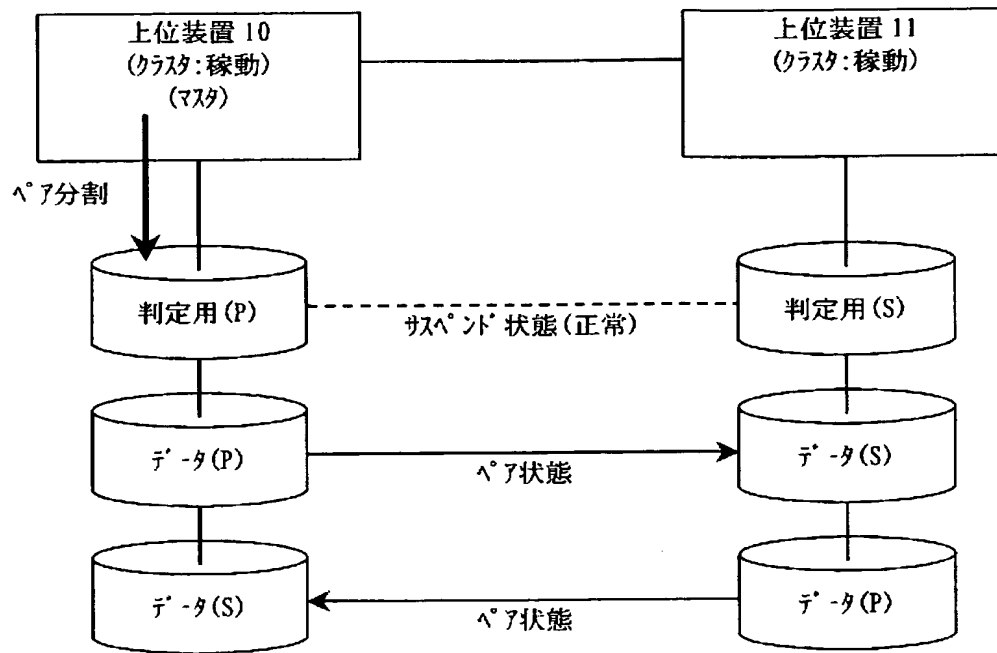 上位装置 10
(ｸﾗｽﾀ:稼動)
(ﾏｽﾀ)
上位装置 11
(ｸﾗｽﾀ:稼動)
ﾍﾟｱ分割
判定用(P)
ｻｽﾍﾟﾝﾄﾞ状態(正常)
判定用(S)
ﾃﾞｰﾀ(P)
ﾍﾟｱ状態
ﾃﾞｰﾀ(S)
ﾃﾞｰﾀ(S)
ﾍﾟｱ状態
ﾃﾞｰﾀ(P)